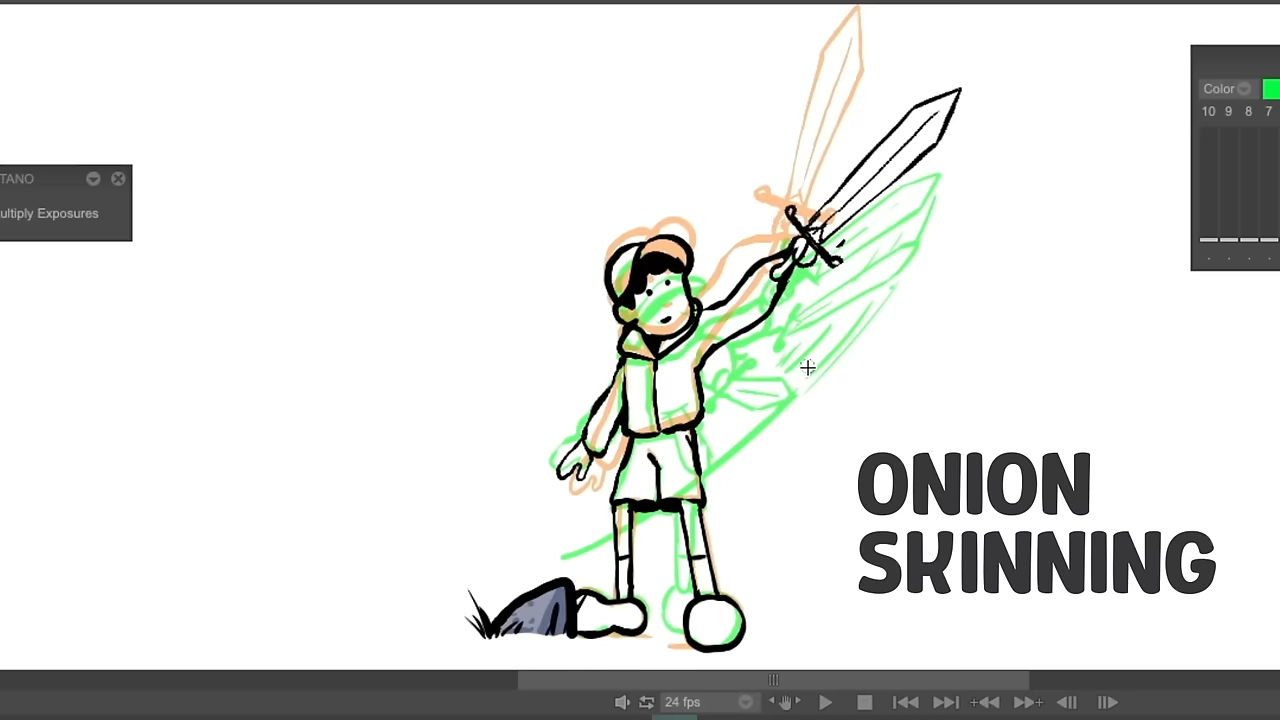 Color
10 9 8 7
TANO
ultiply Exposures
ONION
SKINNING
24 fps